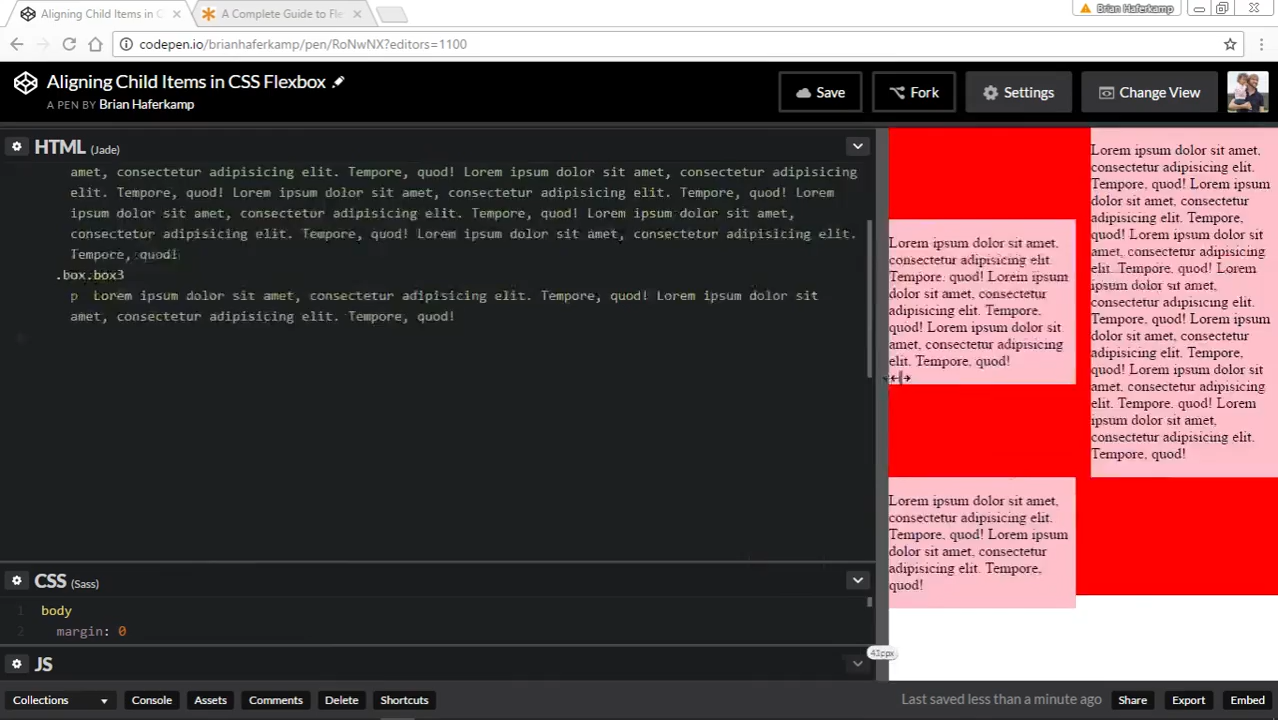 Aligning Child Items in C
A Complete Guide to Fle
Brian Haferkamp
codepen.io/brianhaferkamp/pen/RoNwNX?editors=1100
Aligning Child Items in CSS Flexbox
A PEN BY Brian Haferkamp
Save
Fork
Settings
Change View
HTML (Jade)
amet, consectetur adipisicing elit. Tempore, quod! Lorem ipsum dolor sit amet, consectetur adipisicing
elit. Tempore, quod! Lorem ipsum dolor sit amet, consectetur adipisicing elit. Tempore, quod! Lorem
ipsum dolor sit amet, consectetur adipisicing elit. Tempore, quod! Lorem ipsum dolor sit amet,
consectetur adipisicing elit. Tempore, quod! Lorem ipsum dolor sit amet, consectetur adipisicing elit.
Tempore, quod!
.box.box3
p Lorem ipsum dolor sit amet, consectetur adipisicing elit. Tempore, quod! Lorem ipsum dolor sit
amet, consectetur adipisicing elit. Tempore, quod!
CSS (Sass)
1 body
2 margin: 0
JS
Lorem ipsum dolor sit amet,
consectetur adipisicing elit.
Tempore, quod! Lorem ipsum
dolor sit amet, consectetur
adipisicing elit. Tempore,
quod! Lorem ipsum dolor sit
amet, consectetur adipisicing
elit. Tempore, quod!
Lorem ipsum dolor sit amet,
consectetur adipisicing elit.
Tempore, quod! Lorem ipsum
dolor sit amet, consectetur
adipisicing elit. Tempore,
quod! Lorem ipsum dolor sit
amet, consectetur adipisicing
elit. Tempore, quod! Lorem
ipsum dolor sit amet,
consectetur adipisicing elit.
Tempore, quod! Lorem ipsum
dolor sit amet, consectetur
adipisicing elit. Tempore,
quod! Lorem ipsum dolor sit
amet, consectetur adipisicing
elit. Tempore, quod! Lorem
ipsum dolor sit amet,
consectetur adipisicing elit.
Tempore, quod!
Lorem ipsum dolor sit amet,
consectetur adipisicing elit.
Tempore, quod! Lorem ipsum
dolor sit amet, consectetur
adipisicing elit. Tempore,
quod!
Collections
Console
Assets
Comments
Delete
Shortcuts
Last saved less than a minute ago
Share
Export
Embed